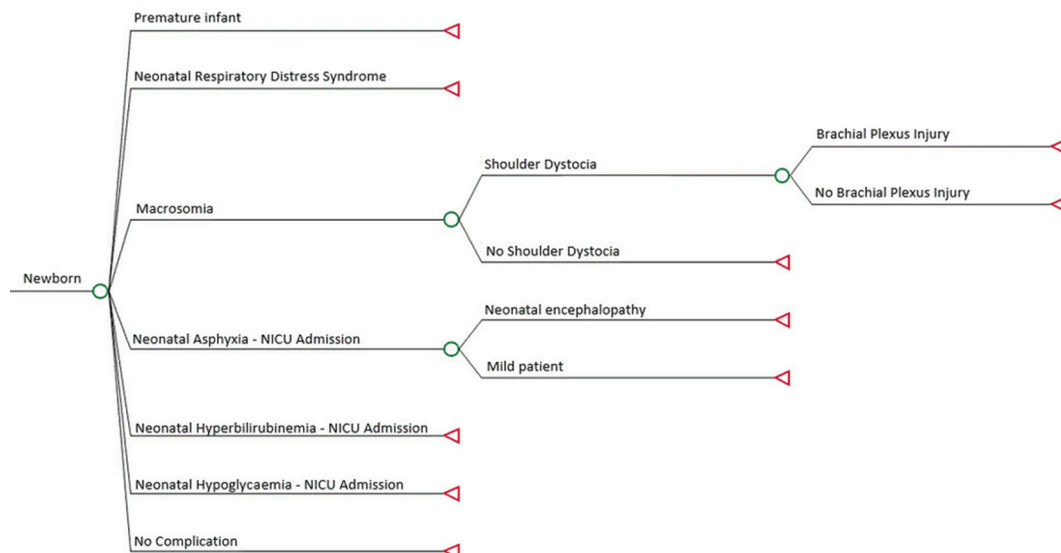 Premature infant
Neonatal Respiratory Distress Syndrome
Brachial Plexus Injury
Shoulder Dystocia
No Brachial Plexus Injury
Macrosomia
No Shoulder Dystocia
Newborn
Neonatal encephalopathy
Neonatal Asphyxia - NICU Admission
Mild patient
Neonatal Hyperbilirubinemia - NICU Admission
Neonatal Hypoglycaemia - NICU Admission
No Complication